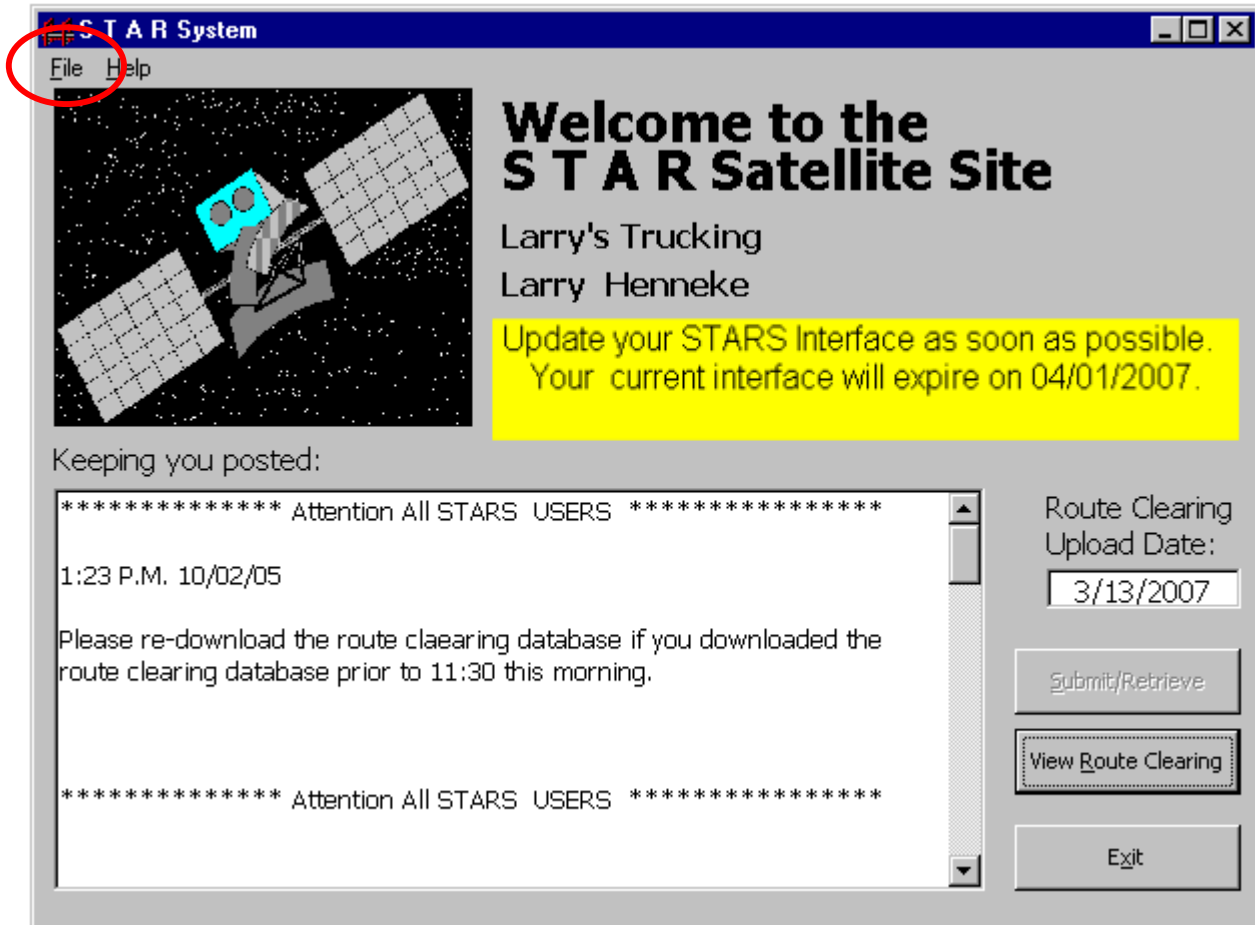 S T A R System
File Help
Welcome to the
S T A R Satellite Site
Larry's Trucking
Larry Henneke
Update your STARS Interface as soon as possible.
Your current interface will expire on 04/01/2007.
Keeping you posted:
************** Attention All STARS USERS ****************
1:23 P.M. 10/02/05
Please re-download the route claearing database if you downloaded the
route clearing database prior to 11:30 this morning.
************** Attention All STARS USERS ****************
Route Clearing
Upload Date:
3/13/2007
Submit/Retrieve
View Route Clearing
Exit